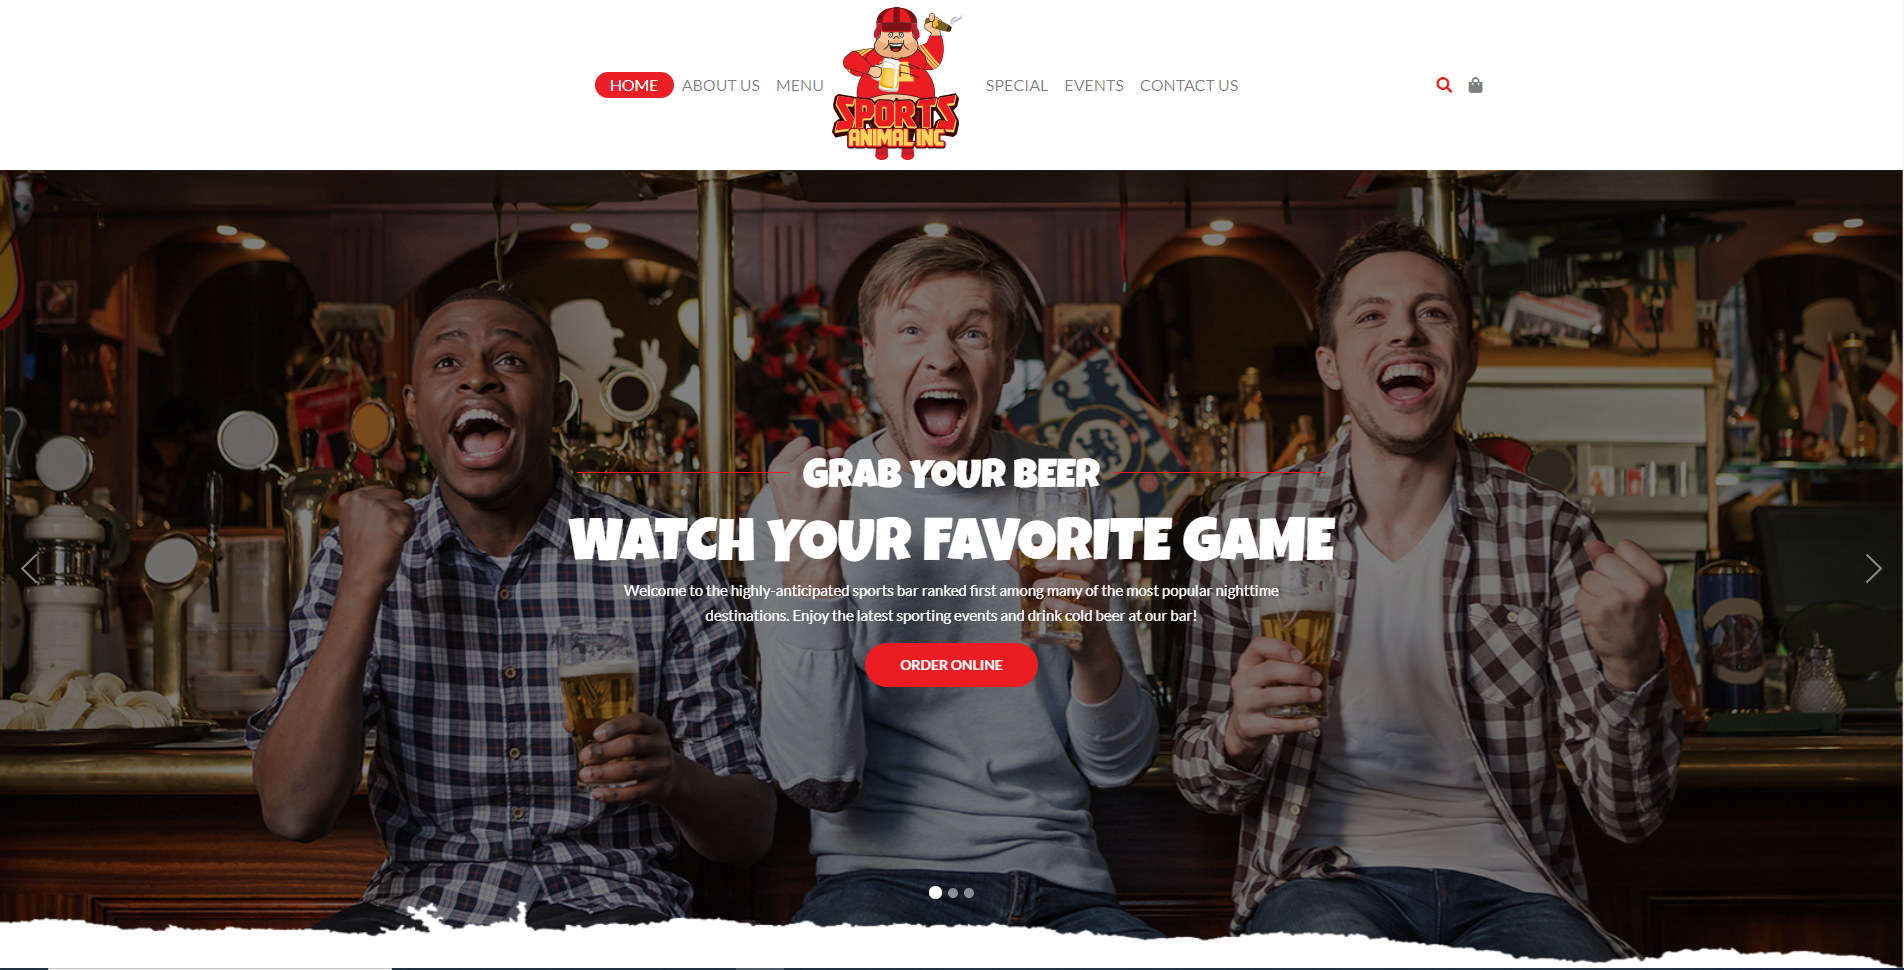 HOME
ABOUT US
MENU
SPORTS
ANIMAL INC
SPECIAL
EVENTS
CONTACT US
GRAB YOUR BEER
WATCH YOUR FAVORITE GAME
Welcome to the highly-anticipated sports bar ranked first among many of the most popular nighttime
destinations. Enjoy the latest sporting events and drink cold beer at our bar!
ORDER ONLINE